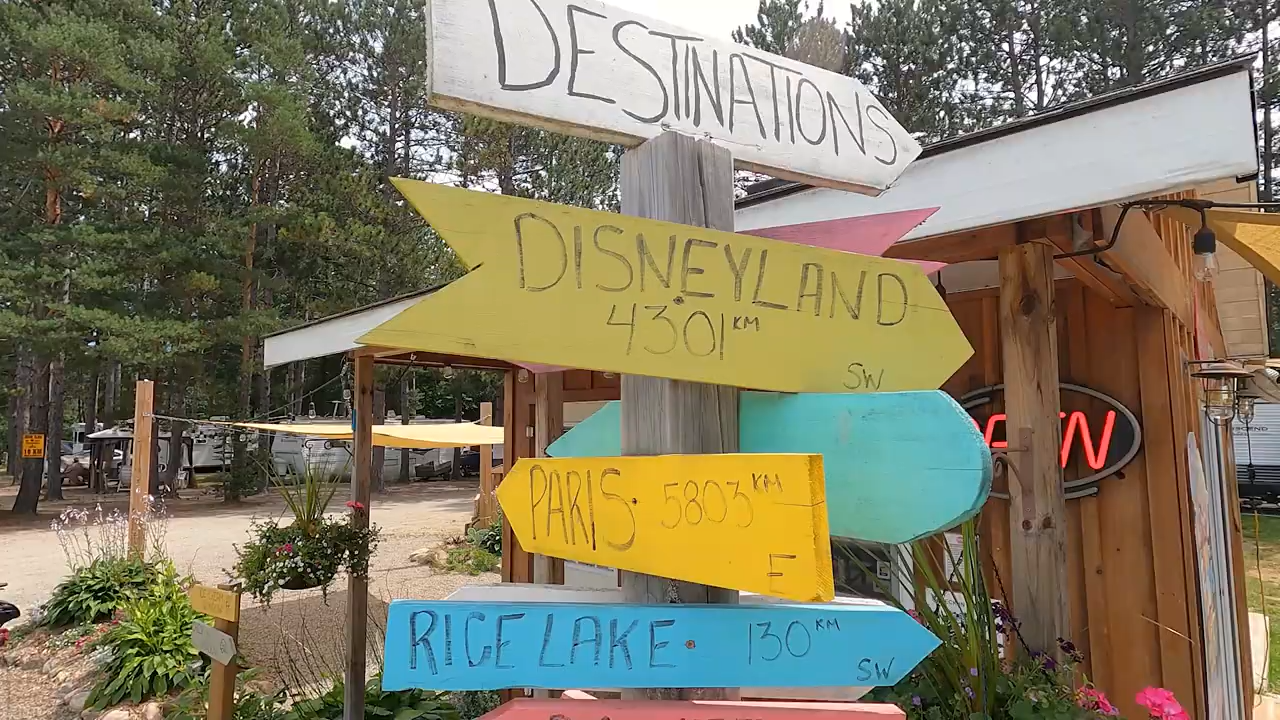 DESTINATIONS
DISNEYLAND
4301 KM
SW
PARIS 5803 KM
E
RICE LAKE 130 KM
SW